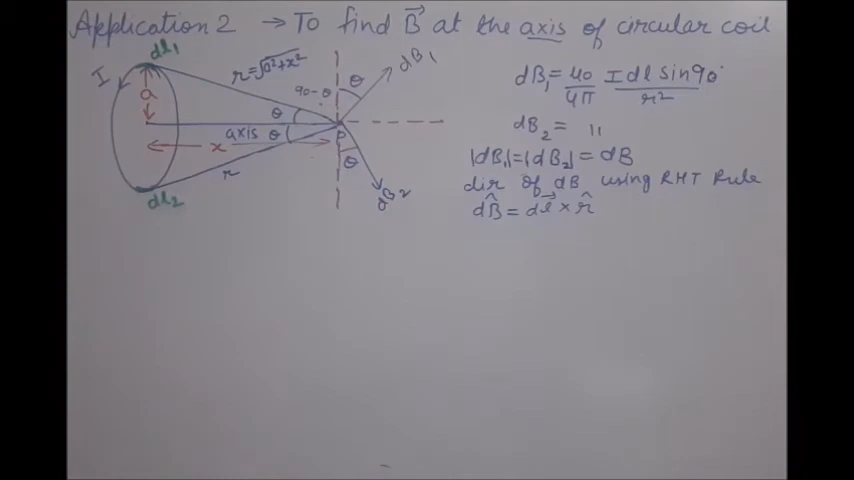 Application 2 → To find B⃗ at the axis of circular coil
dl1
I
r=√a²+x²
a
90-θ
θ
dB1
θ
axis θ
x
P
θ
r
dl2
dB2
dB1 = μ0/4π I dl sin90°/r²
dB2 = 〃
|dB1|=|dB2| = dB
dir of dB using RHT Rule
dB̂ = dl⃗ × r̂